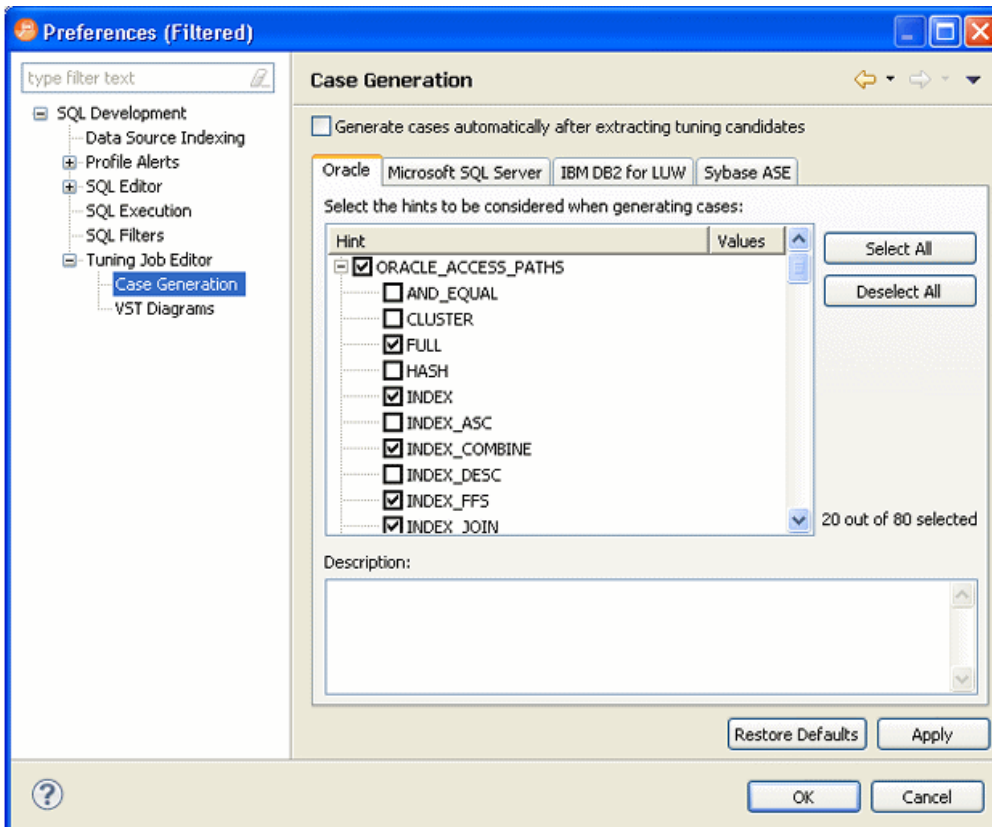 Preferences (Filtered)
type filter text
SQL Development
Data Source Indexing
Profile Alerts
SQL Editor
SQL Execution
SQL Filters
Tuning Job Editor
Case Generation
VST Diagrams
Case Generation
Generate cases automatically after extracting tuning candidates
Oracle Microsoft SQL Server IBM DB2 for LUW Sybase ASE
Select the hints to be considered when generating cases:
Hint Values
ORACLE_ACCESS_PATHS
AND_EQUAL
CLUSTER
FULL
HASH
INDEX
INDEX_ASC
INDEX_COMBINE
INDEX_DESC
INDEX_FFS
INDEX_JOIN
Select All
Deselect All
20 out of 80 selected
Description:
Restore Defaults Apply
? OK Cancel